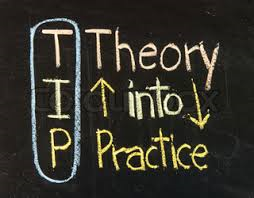 T Theory
I into
P Practice